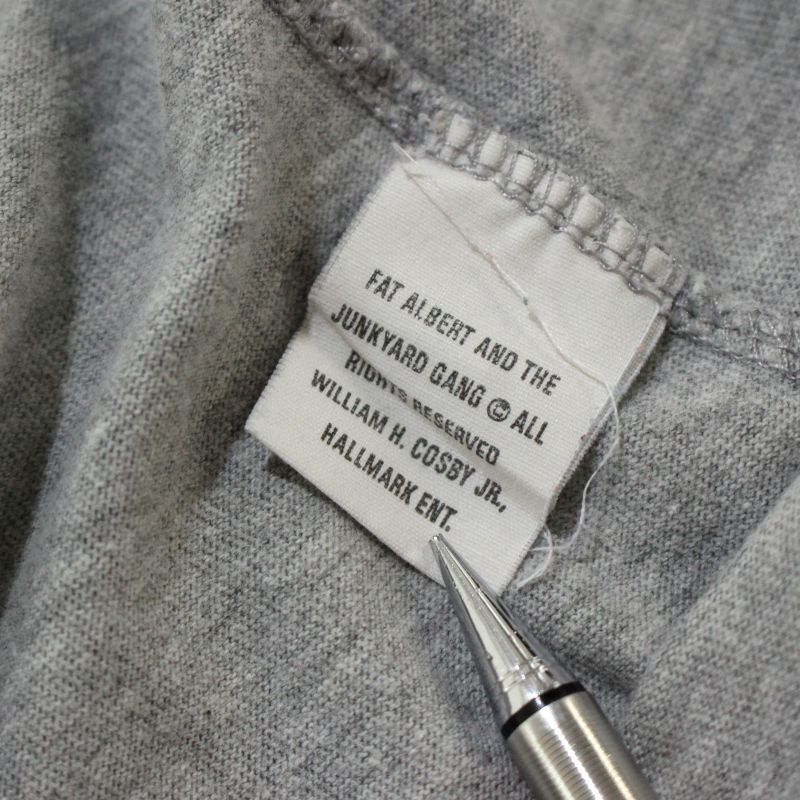 FAT ALBERT AND THE
JUNKYARD GANG © ALL
RIGHTS RESERVED
WILLIAM H. COSBY JR.,
HALLMARK ENT.